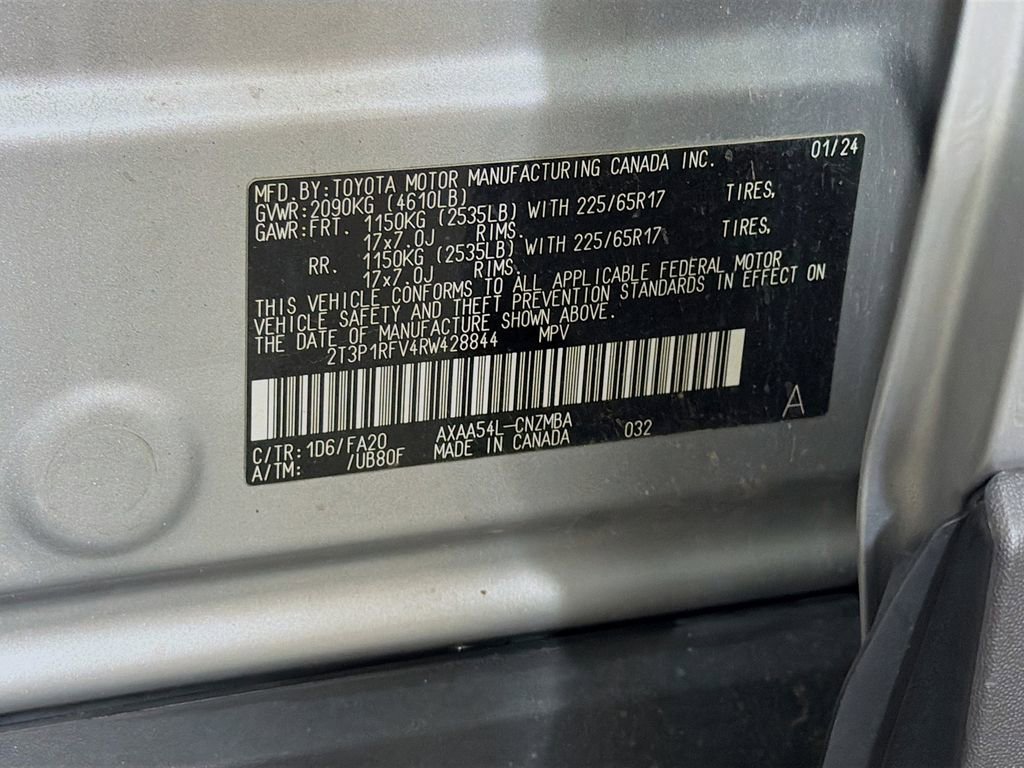 MFD. BY: TOYOTA MOTOR MANUFACTURING CANADA INC. 01/24
GVWR: 2090KG (4610LB)
GAWR: FRT. 1150KG (2535LB) WITH 225/65R17 TIRES,
17x7.0J RIMS.
RR. 1150KG (2535LB) WITH 225/65R17 TIRES,
17x7.0J RIMS.
THIS VEHICLE CONFORMS TO ALL APPLICABLE FEDERAL MOTOR
VEHICLE SAFETY AND THEFT PREVENTION STANDARDS IN EFFECT ON
THE DATE OF MANUFACTURE SHOWN ABOVE.
2T3P1RFV4RW428844 MPV
A
C/TR: 1D6/FA20 AXAA54L-CNZMBA 032
A/TM: /UB80F MADE IN CANADA